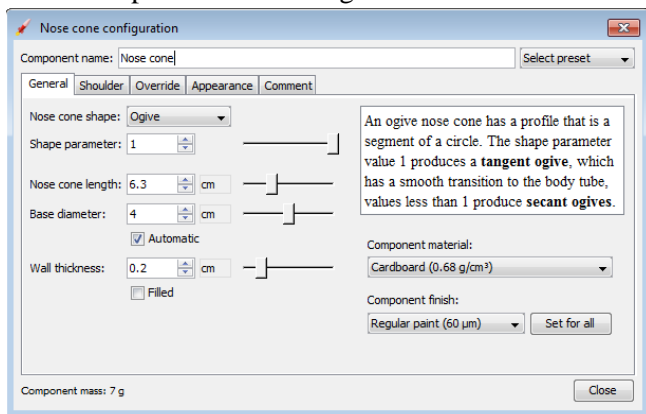 Nose cone configuration
Component name: Nose cone Select preset
General Shoulder Override Appearance Comment
Nose cone shape: Ogive
Shape parameter: 1
Nose cone length: 6.3 cm
Base diameter: 4 cm
Automatic
Wall thickness: 0.2 cm
Filled
An ogive nose cone has a profile that is a
segment of a circle. The shape parameter
value 1 produces a tangent ogive, which
has a smooth transition to the body tube,
values less than 1 produce secant ogives.
Component material:
Cardboard (0.68 g/cm³)
Component finish:
Regular paint (60 µm) Set for all
Component mass: 7 g Close